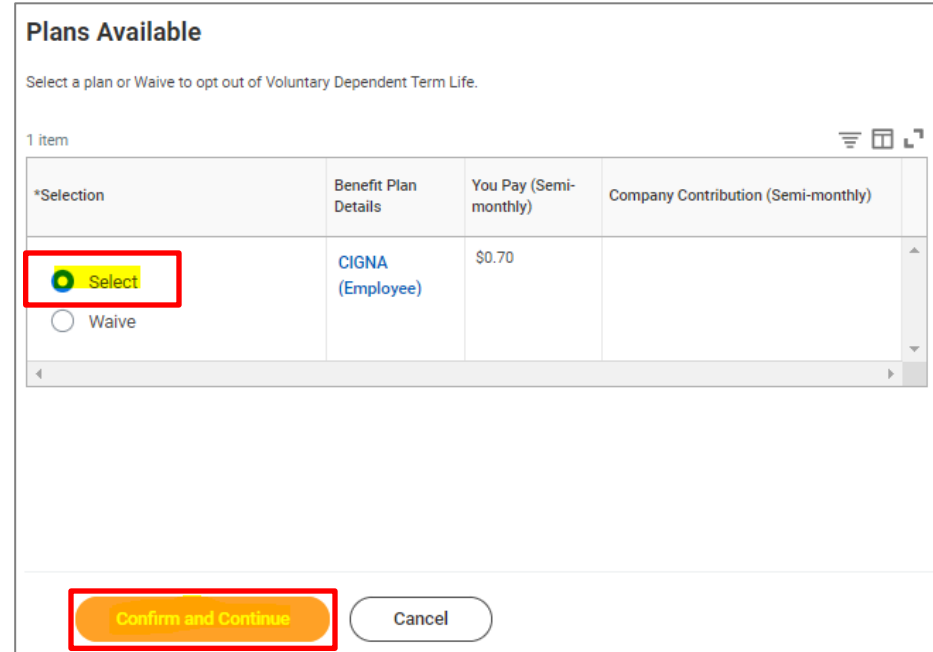 Plans Available
Select a plan or Waive to opt out of Voluntary Dependent Term Life.
1 item
*Selection
Benefit Plan
Details
You Pay (Semi-
monthly)
Company Contribution (Semi-monthly)
Select
CIGNA
(Employee)
$0.70
Waive
Confirm and Continue
Cancel